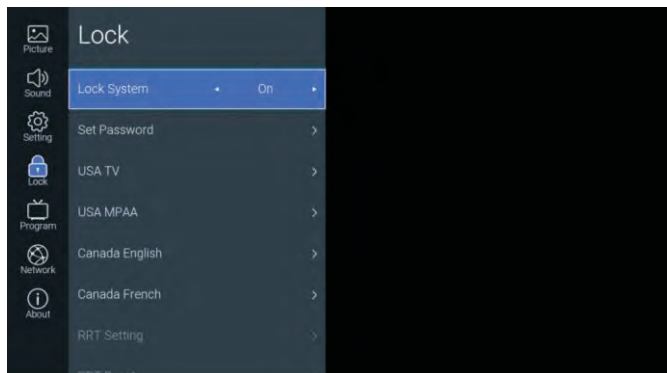 Picture
Sound
Setting
Lock
Program
Network
About
Lock
Lock System On
Set Password
USA TV
USA MPAA
Canada English
Canada French
RRT Setting